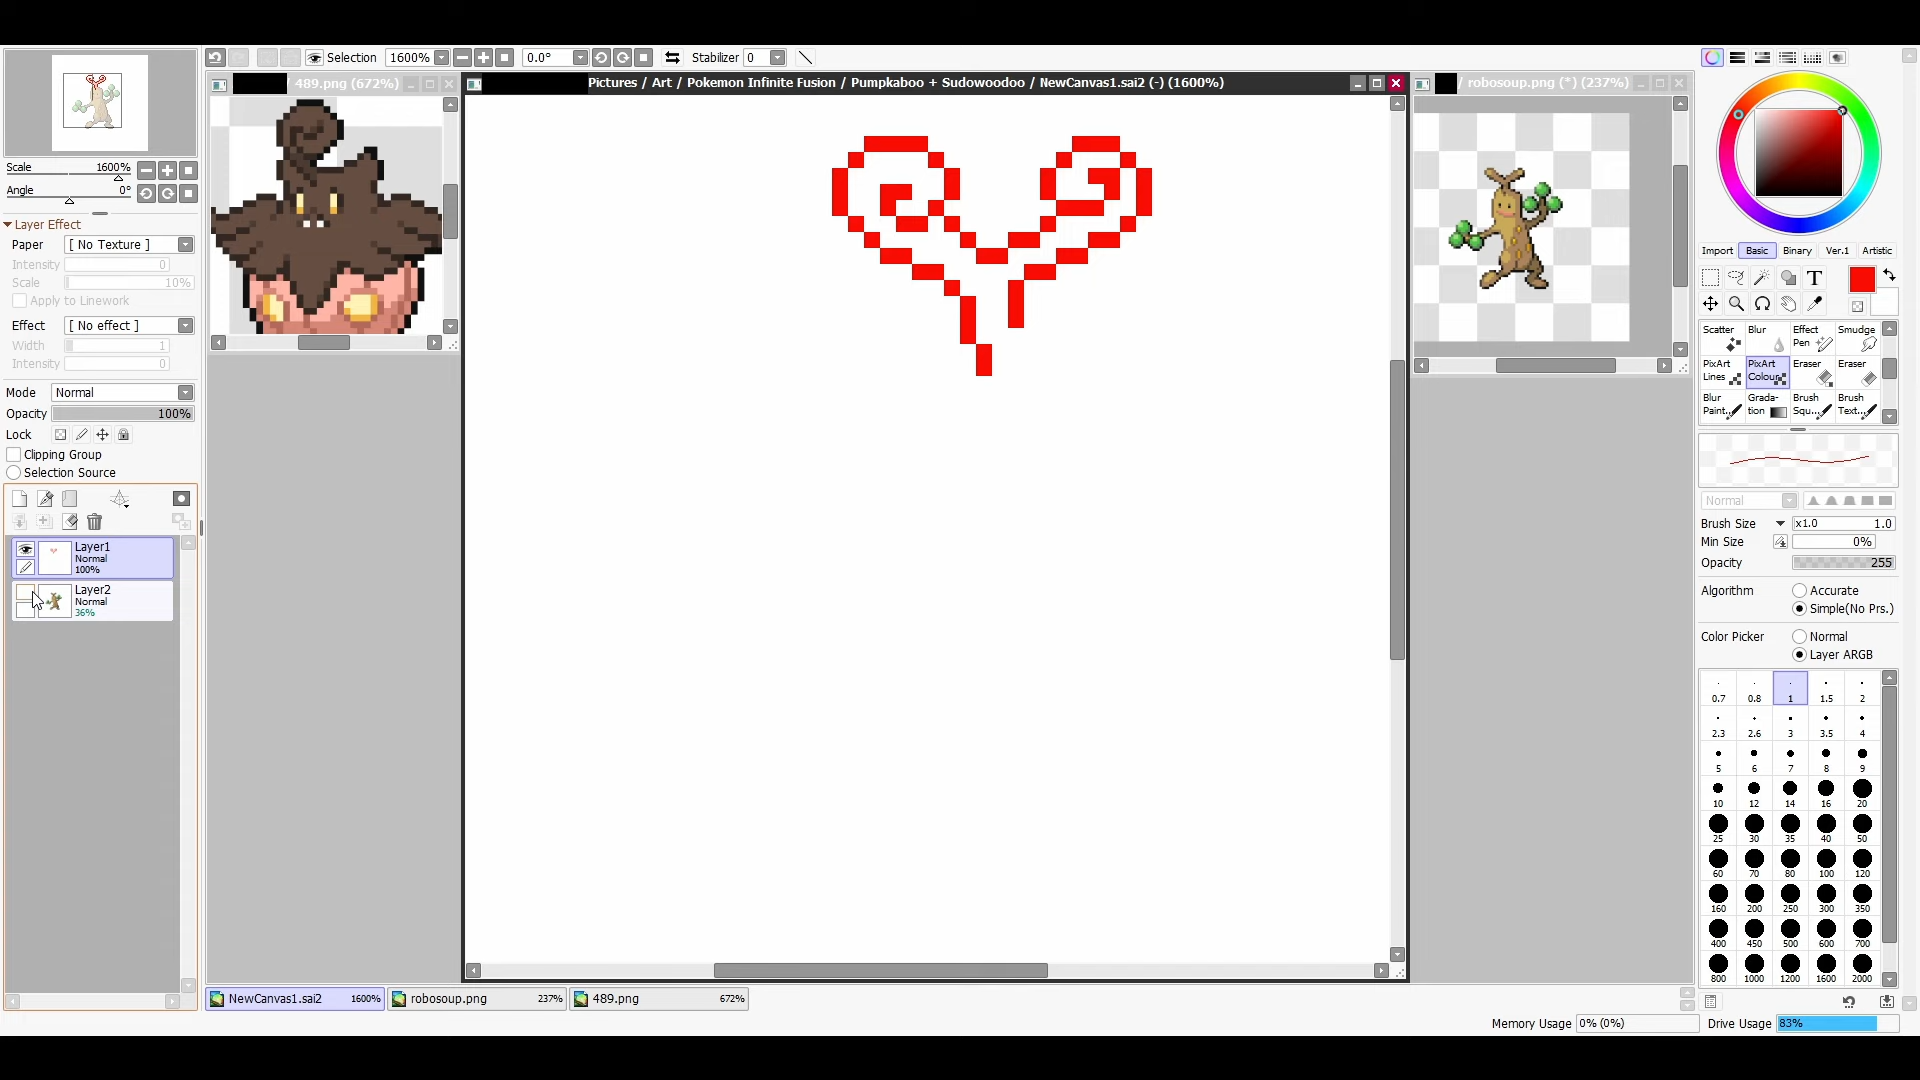 Selection 1600% 0.0° Stabilizer 0
489.png (672%)
Pictures / Art / Pokemon Infinite Fusion / Pumpkaboo + Sudowoodoo / NewCanvas1.sai2 (-) (1600%)
/ robosoup.png (*) (237%)
Scale 1600%
Angle 0°
Layer Effect
Paper [ No Texture ]
Intensity 0
Scale 10%
Apply to Linework
Effect [ No effect ]
Width 1
Intensity 0
Mode Normal
Opacity 100%
Lock
Clipping Group
Selection Source
Layer1
Normal
100%
Layer2
Normal
36%
Import Basic Binary Ver.1 Artistic
T
Scatter Blur Effect Pen Smudge
PixArt Lines PixArt Colour Eraser Eraser
Blur Paint... Grada-tion Brush Squ... Brush Text...
Normal
Brush Size x1.0 1.0
Min Size 0%
Opacity 255
Algorithm Accurate
Simple(No Prs.)
Color Picker Normal
Layer ARGB
0.7 0.8 1 1.5 2
2.3 2.6 3 3.5 4
5 6 7 8 9
10 12 14 16 20
25 30 35 40 50
60 70 80 100 120
160 200 250 300 350
400 450 500 600 700
800 1000 1200 1600 2000
NewCanvas1.sai2 1600% robosoup.png 237% 489.png 672%
Memory Usage 0% (0%) Drive Usage 83%